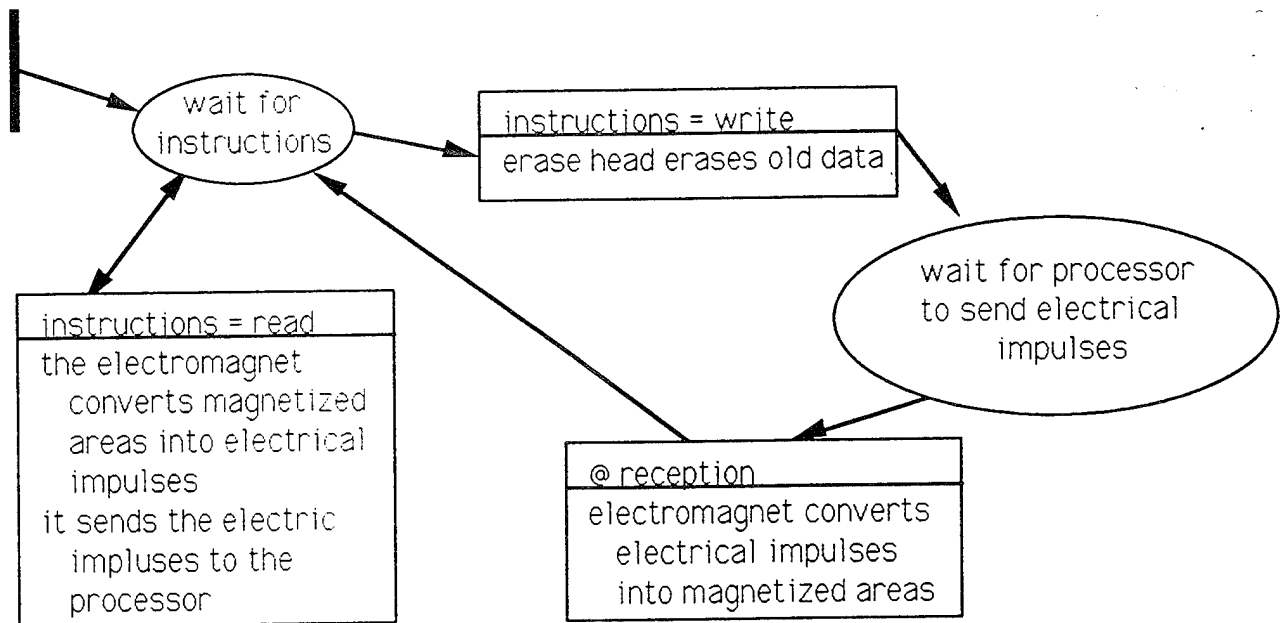 wait for
instructions
instructions = write
erase head erases old data
wait for processor
to send electrical
impulses
instructions = read
the electromagnet
converts magnetized
areas into electrical
impulses
it sends the electric
impluses to the
processor
@ reception
electromagnet converts
electrical impulses
into magnetized areas